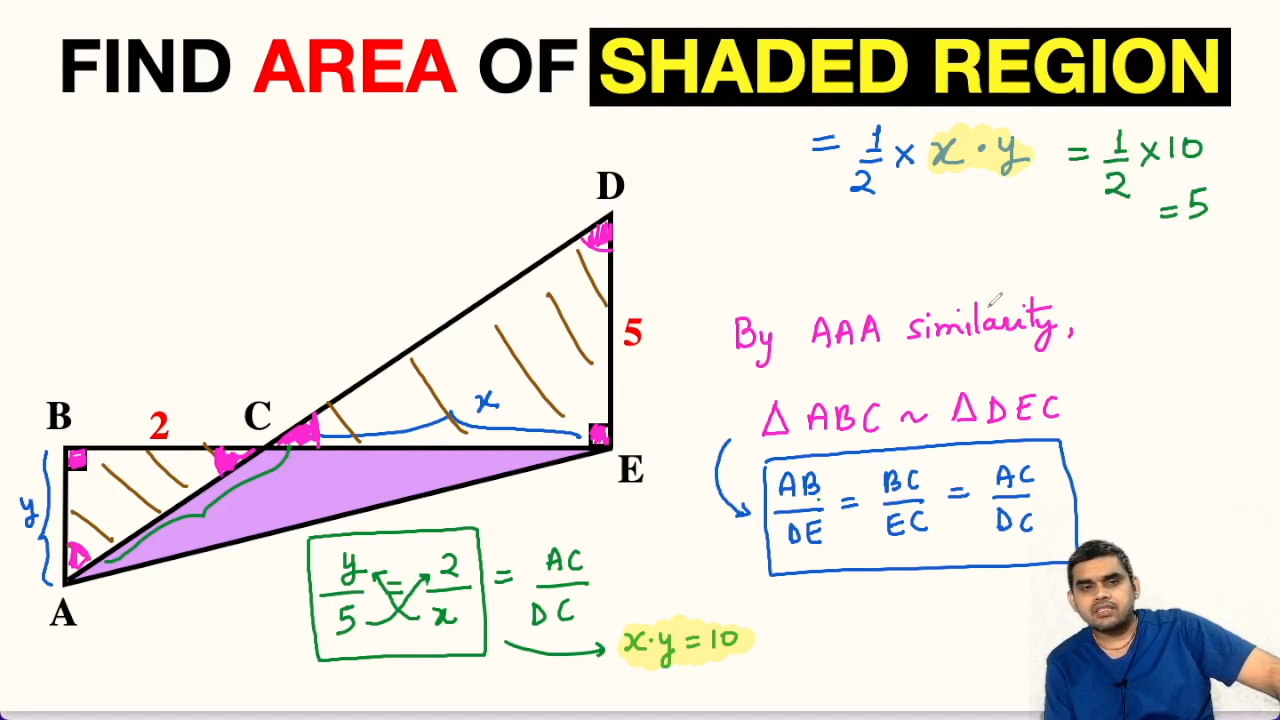 FIND AREA OF SHADED REGION
= 1/2 × x · y = 1/2 × 10
= 5
D
5
By AAA similarity,
B 2 C x
Δ ABC ~ Δ DEC
E
y
AB/DE = BC/EC = AC/DC
A
y/5 = 2/x = AC/DC
x·y = 10